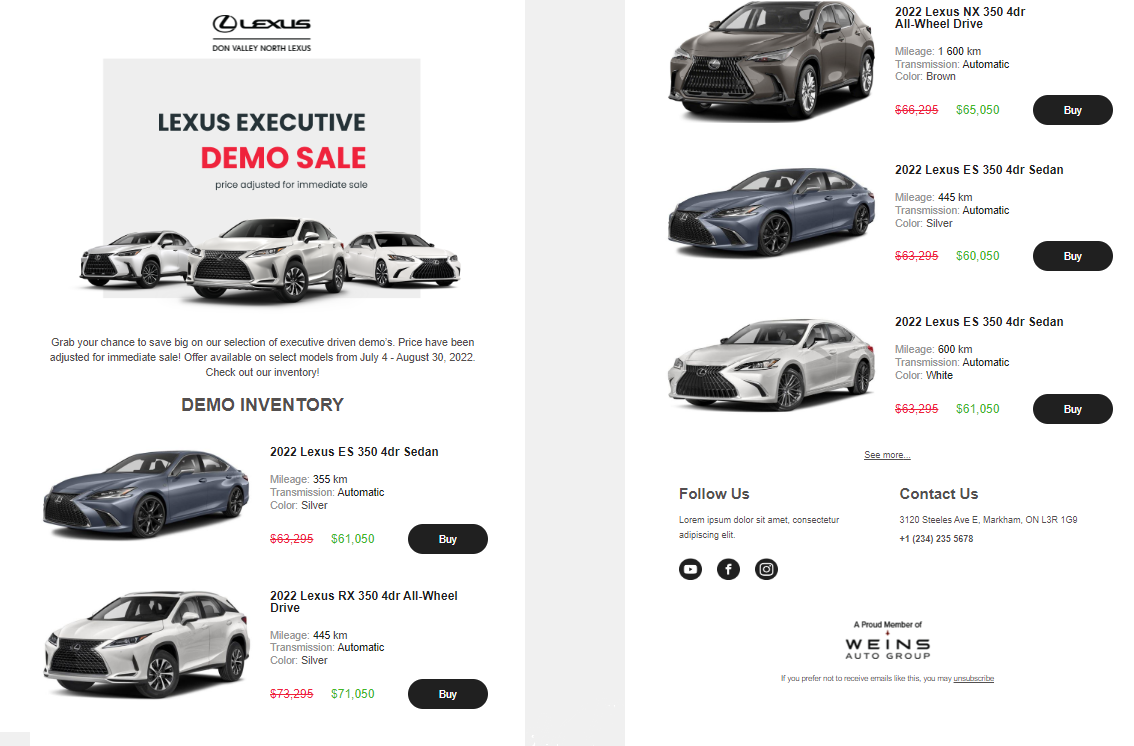 LEXUS
DON VALLEY NORTH LEXUS
LEXUS EXECUTIVE
DEMO SALE
price adjusted for immediate sale
Grab your chance to save big on our selection of executive driven demo's. Price have been
adjusted for immediate sale! Offer available on select models from July 4 - August 30, 2022.
Check out our inventory!
DEMO INVENTORY
2022 Lexus ES 350 4dr Sedan
Mileage: 355 km
Transmission: Automatic
Color: Silver
$63,295 $61,050 Buy
2022 Lexus RX 350 4dr All-Wheel
Drive
Mileage: 445 km
Transmission: Automatic
Color: Silver
$73,295 $71,050 Buy
2022 Lexus NX 350 4dr
All-Wheel Drive
Mileage: 1 600 km
Transmission: Automatic
Color: Brown
$66,295 $65,050 Buy
2022 Lexus ES 350 4dr Sedan
Mileage: 445 km
Transmission: Automatic
Color: Silver
$63,295 $60,050 Buy
2022 Lexus ES 350 4dr Sedan
Mileage: 600 km
Transmission: Automatic
Color: White
$63,295 $61,050 Buy
See more...
Follow Us
Lorem ipsum dolor sit amet, consectetur
adipiscing elit.
Contact Us
3120 Steeles Ave E, Markham, ON L3R 1G9
+1 (234) 235 5678
A Proud Member of
WEINS
AUTO GROUP
If you prefer not to receive emails like this, you may unsubscribe